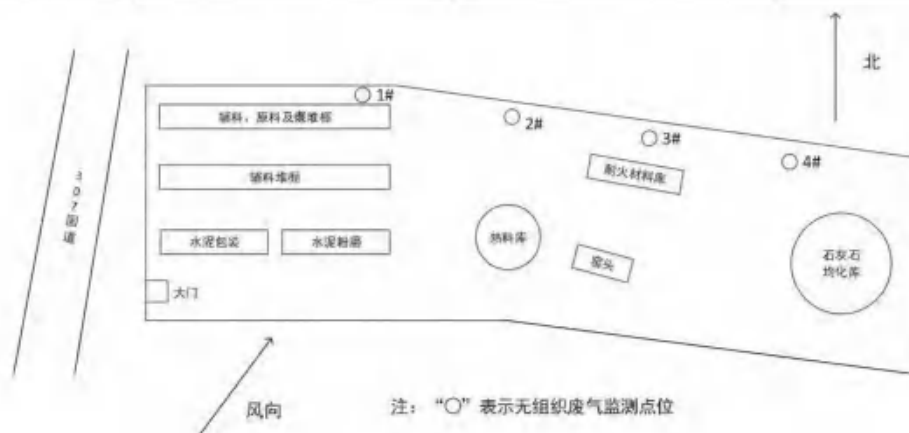 北
1#
辅料、原料及煤堆棚
2#
3#
4#
耐火材料库
辅料堆棚
307国道
水泥包装
水泥粉磨
熟料库
窑头
石灰石
均化库
大门
风向
注：“○”表示无组织废气监测点位